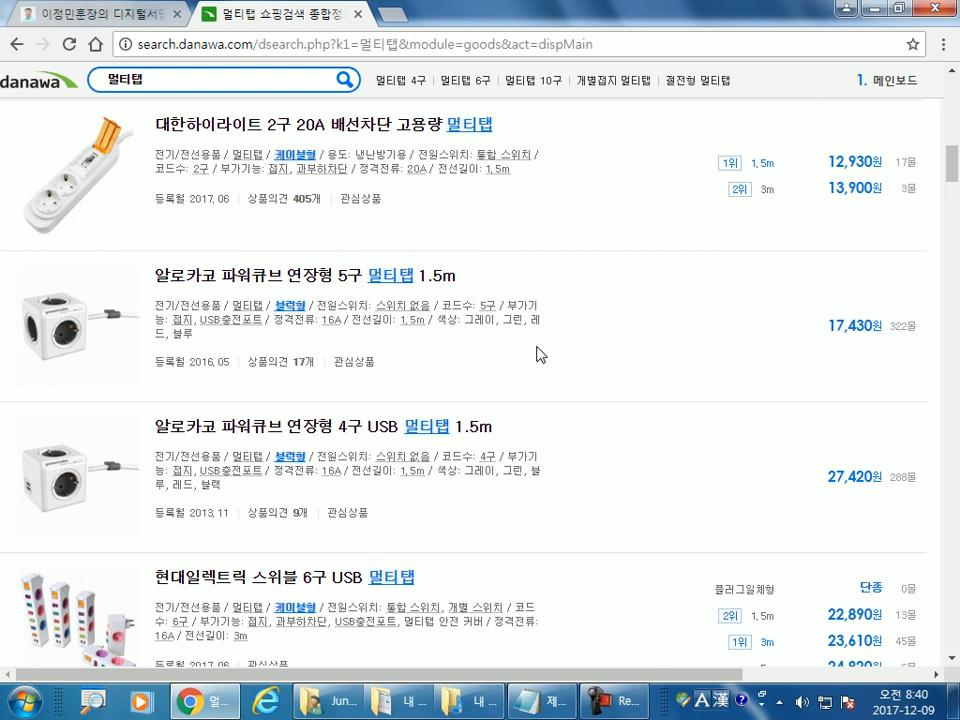 이정민훈장의 디지털서당
멀티탭 쇼핑검색 종합정보
search.danawa.com/dsearch.php?k1=멀티탭&module=goods&act=dispMain
danawa 멀티탭 멀티탭 4구 멀티탭 6구 멀티탭 10구 개별접지 멀티탭 결전형 멀티탭 1. 메인보드
대한하이라이트 2구 20A 배선차단 고용량 멀티탭
전기/전선용품 / 멀티탭 / 케이블형 / 용도: 냉난방기용 / 전원스위치: 통합 스위치 /
코드수: 2구 / 부가기능: 접지, 과부하차단 / 정격전류: 20A / 전선길이: 1,5m
등록월 2017.06 상품의견 405개 관심상품
1위 1,5m 12,930원 17몰
2위 3m 13,900원 3몰
알로카코 파워큐브 연장형 5구 멀티탭 1.5m
전기/전선용품 / 멀티탭 / 블럭형 / 전원스위치: 스위치 없음 / 코드수: 5구 / 부가기
능: 접지, USB충전포트 / 정격전류: 16A / 전선길이: 1,5m / 색상: 그레이, 그린, 레
드, 블루
등록월 2016.05 상품의견 17개 관심상품
17,430원 322몰
알로카코 파워큐브 연장형 4구 USB 멀티탭 1.5m
전기/전선용품 / 멀티탭 / 블럭형 / 전원스위치: 스위치 없음 / 코드수: 4구 / 부가기
능: 접지, USB충전포트 / 정격전류: 16A / 전선길이: 1,5m / 색상: 그레이, 그린, 블
루, 레드, 블랙
등록월 2013.11 상품의견 9개 관심상품
27,420원 288몰
현대일렉트릭 스위블 6구 USB 멀티탭
전기/전선용품 / 멀티탭 / 케이블형 / 전원스위치: 통합 스위치, 개별 스위치 / 코드
수: 6구 / 부가기능: 접지, 과부하차단, USB충전포트, 멀티탭 안전 커버 / 정격전류:
16A / 전선길이: 3m
등록월 2017.06 관심상품
플러그일체형 단종 0몰
2위 1,5m 22,890원 13몰
1위 3m 23,610원 45몰
24,820원
멀... Jun... 내 ... 내 ... 제... Re...
A 漢
오전 8:40
2017-12-09